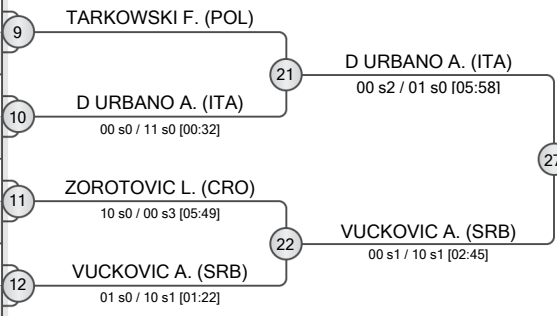 TARKOWSKI F. (POL)
9
21
D URBANO A. (ITA)
00 s2 / 01 s0 [05:58]
D URBANO A. (ITA)
10
00 s0 / 11 s0 [00:32]
27
ZOROTOVIC L. (CRO)
11
10 s0 / 00 s3 [05:49]
22
VUCKOVIC A. (SRB)
00 s1 / 10 s1 [02:45]
VUCKOVIC A. (SRB)
12
01 s0 / 10 s1 [01:22]